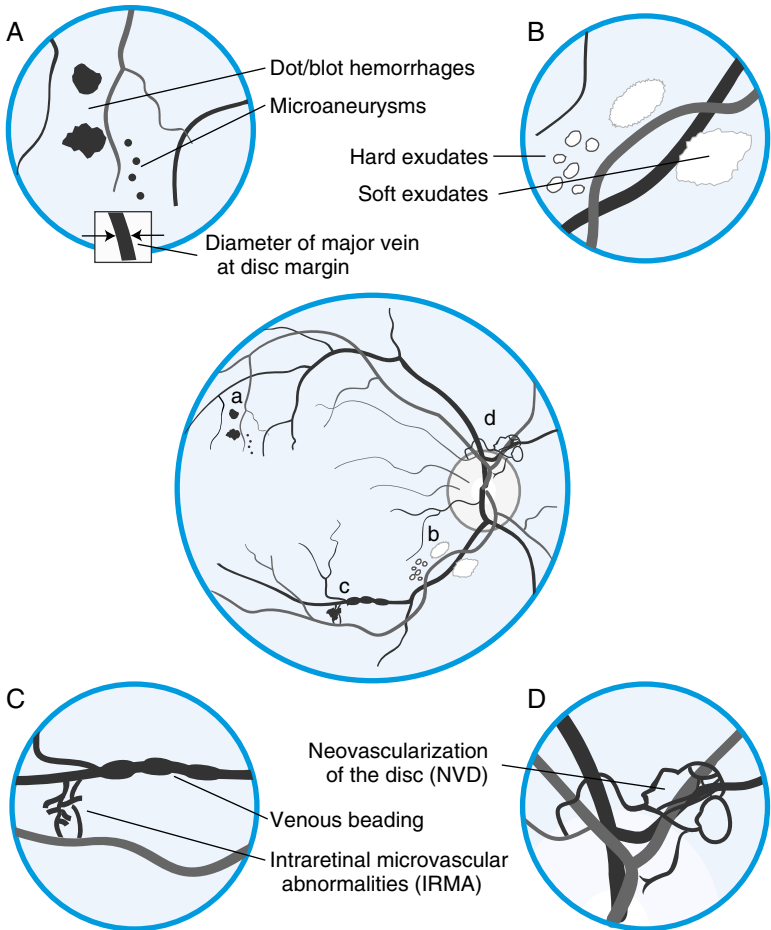 A
B
Dot/blot hemorrhages
Microaneurysms
Hard exudates
Soft exudates
Diameter of major vein
at disc margin
a
d
b
c
C
D
Neovascularization
of the disc (NVD)
Venous beading
Intraretinal microvascular
abnormalities (IRMA)